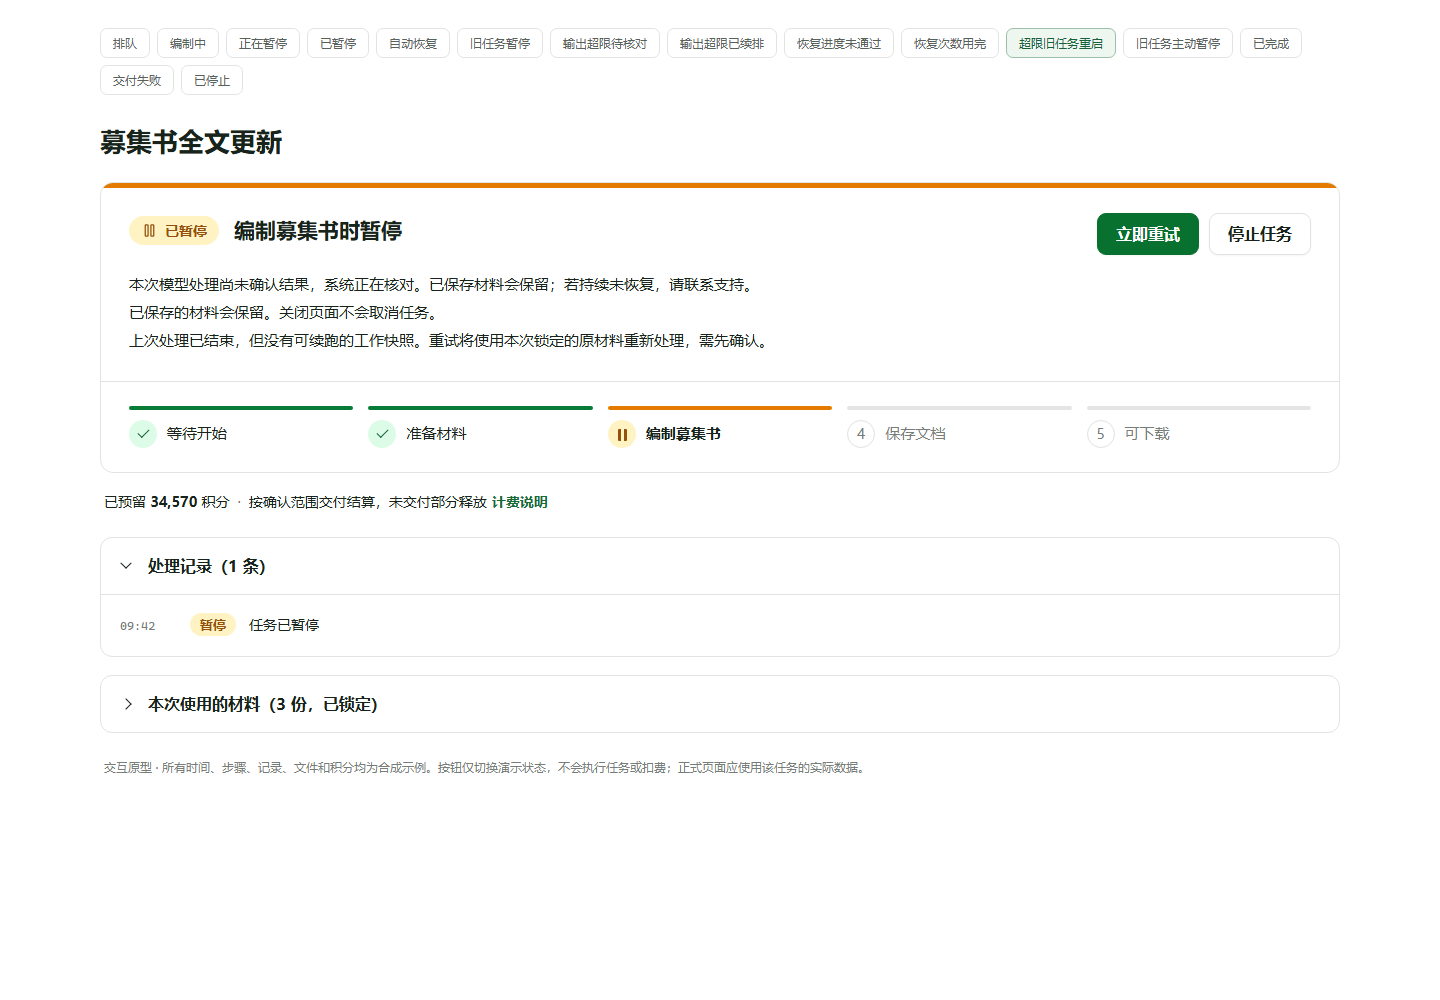 排队 编制中 正在暂停 已暂停 自动恢复 旧任务暂停 输出超限待核对 输出超限已续排 恢复进度未通过 恢复次数用完 超限旧任务重启 旧任务主动暂停 已完成
交付失败 已停止
募集书全文更新
已暂停 编制募集书时暂停 立即重试 停止任务
本次模型处理尚未确认结果，系统正在核对。已保存材料会保留；若持续未恢复，请联系支持。
已保存的材料会保留。关闭页面不会取消任务。
上次处理已结束，但没有可续跑的工作快照。重试将使用本次锁定的原材料重新处理，需先确认。
等待开始 准备材料 编制募集书 4 保存文档 5 可下载
已预留 34,570 积分 · 按确认范围交付结算，未交付部分释放 计费说明
处理记录（1 条）
09:42 暂停 任务已暂停
本次使用的材料（3 份，已锁定）
交互原型 · 所有时间、步骤、记录、文件和积分均为合成示例。按钮仅切换演示状态，不会执行任务或扣费；正式页面应使用该任务的实际数据。